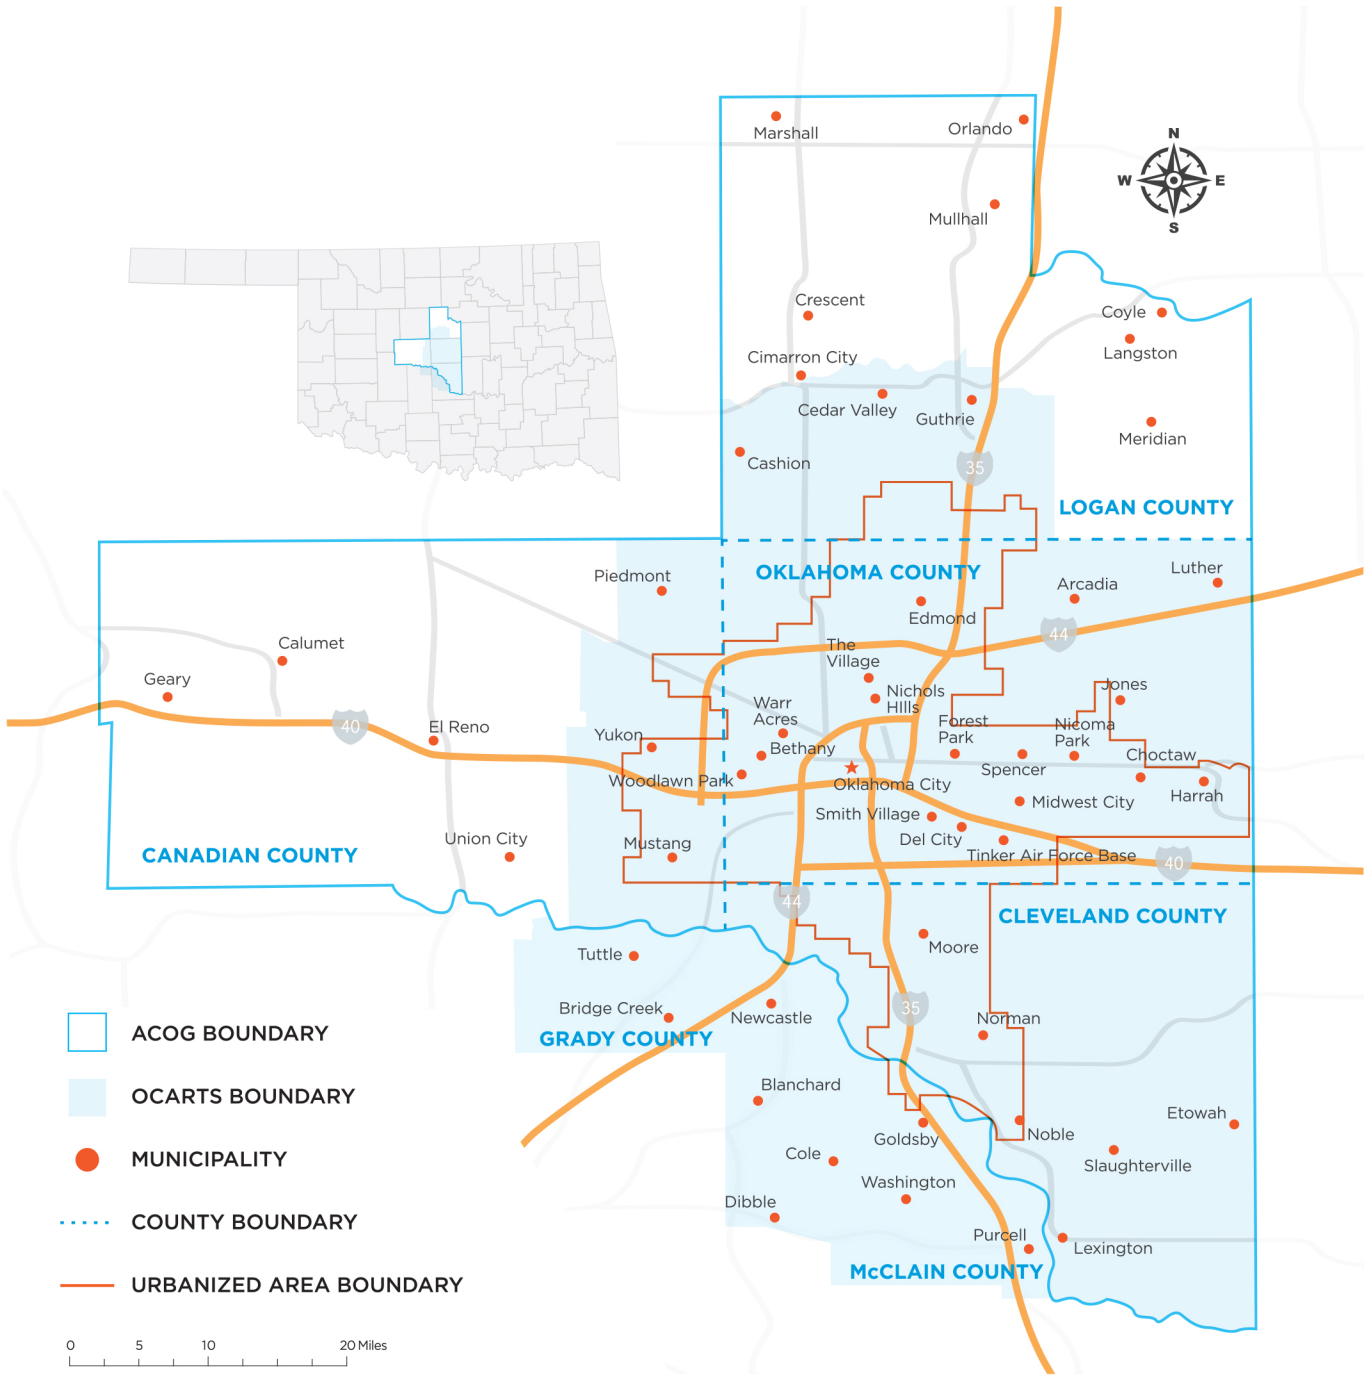 Marshall
Orlando
N
W
E
S
Mullhall
Crescent
Coyle
Langston
Cimarron City
Cedar Valley
Guthrie
Meridian
Cashion
35
LOGAN COUNTY
OKLAHOMA COUNTY
Piedmont
Luther
Arcadia
Edmond
44
Calumet
The
Village
Geary
Nichols
HIlls
Jones
Warr
Acres
Forest
Park
Nicoma
Park
40
El Reno
Yukon
Bethany
Choctaw
Spencer
Woodlawn Park
Oklahoma City
Harrah
Midwest City
Smith Village
Del City
Union City
Mustang
Tinker Air Force Base
CANADIAN COUNTY
40
44
CLEVELAND COUNTY
Moore
Tuttle
Bridge Creek
Newcastle
35
Norman
GRADY COUNTY
Blanchard
Etowah
Goldsby
Noble
Cole
Slaughterville
Washington
Dibble
Purcell
Lexington
McCLAIN COUNTY
ACOG BOUNDARY
OCARTS BOUNDARY
MUNICIPALITY
COUNTY BOUNDARY
URBANIZED AREA BOUNDARY
0 5 10 20 Miles